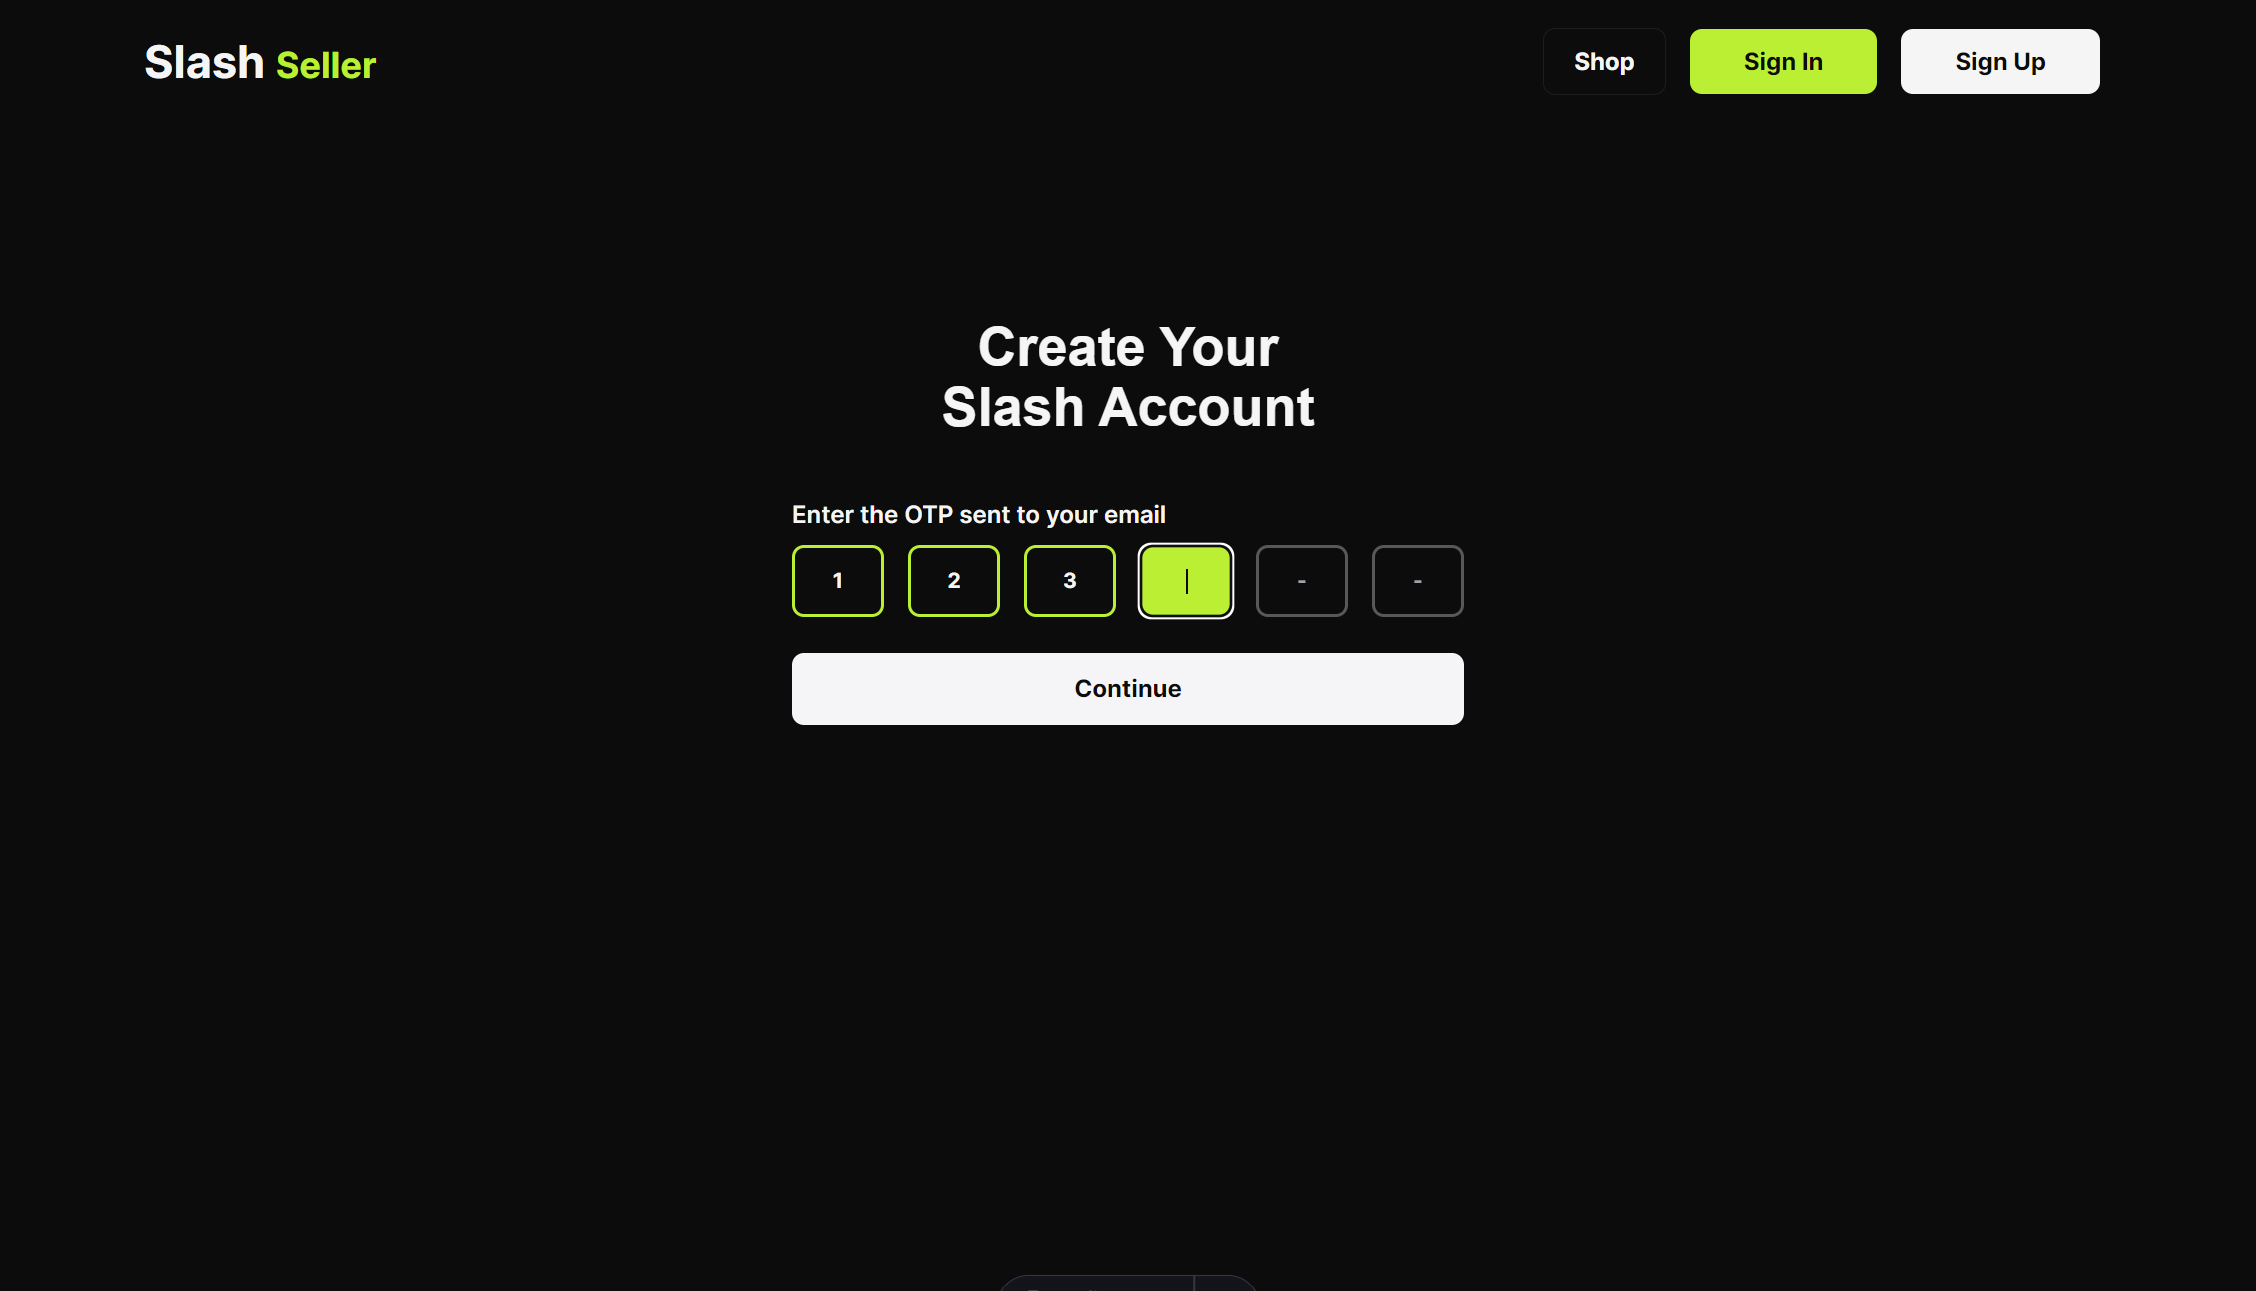 Slash Seller
Shop
Sign In
Sign Up
Create Your
Slash Account
Enter the OTP sent to your email
1 2 3 - -
Continue